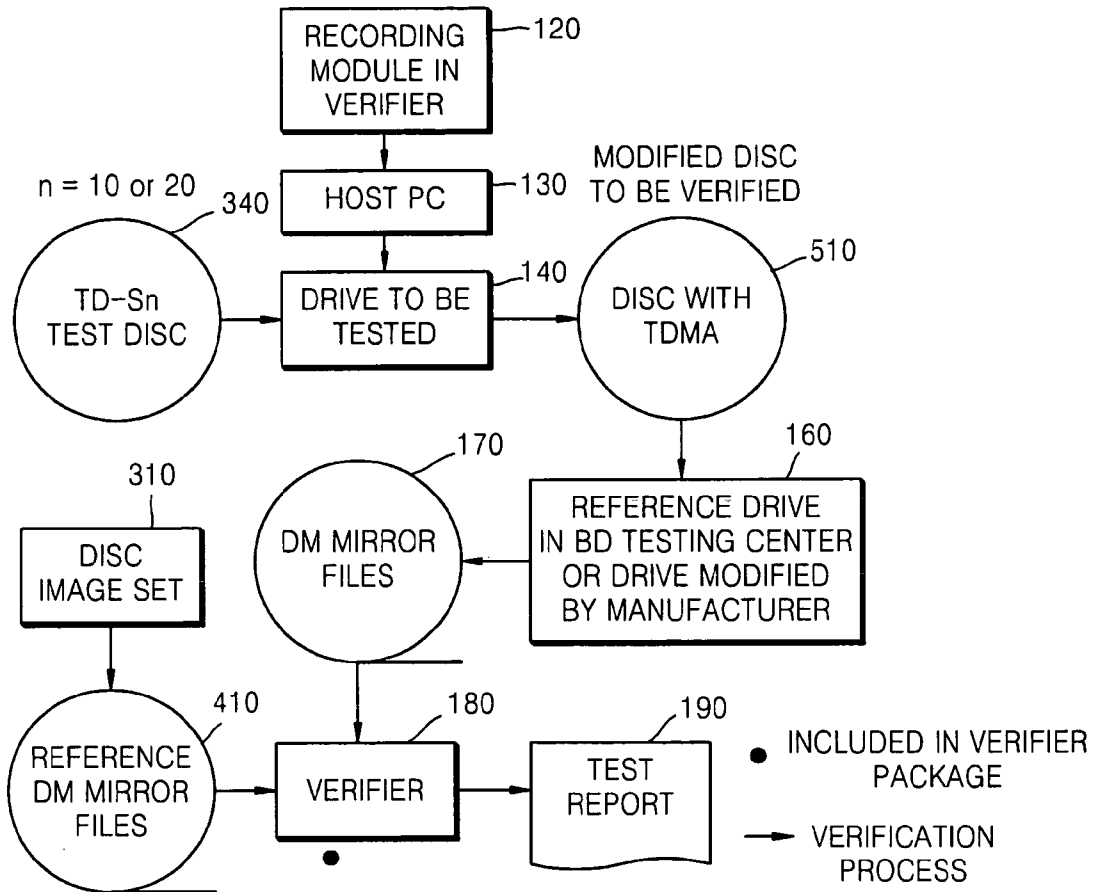 RECORDING
MODULE IN
VERIFIER
120
HOST PC
130
n = 10 or 20
340
TD-Sn
TEST DISC
DRIVE TO BE
TESTED
140
MODIFIED DISC
TO BE VERIFIED
510
DISC WITH
TDMA
160
REFERENCE DRIVE
IN BD TESTING CENTER
OR DRIVE MODIFIED
BY MANUFACTURER
170
DM MIRROR
FILES
310
DISC
IMAGE SET
410
REFERENCE
DM MIRROR
FILES
180
VERIFIER
190
TEST
REPORT
● INCLUDED IN VERIFIER
PACKAGE
→ VERIFICATION
PROCESS